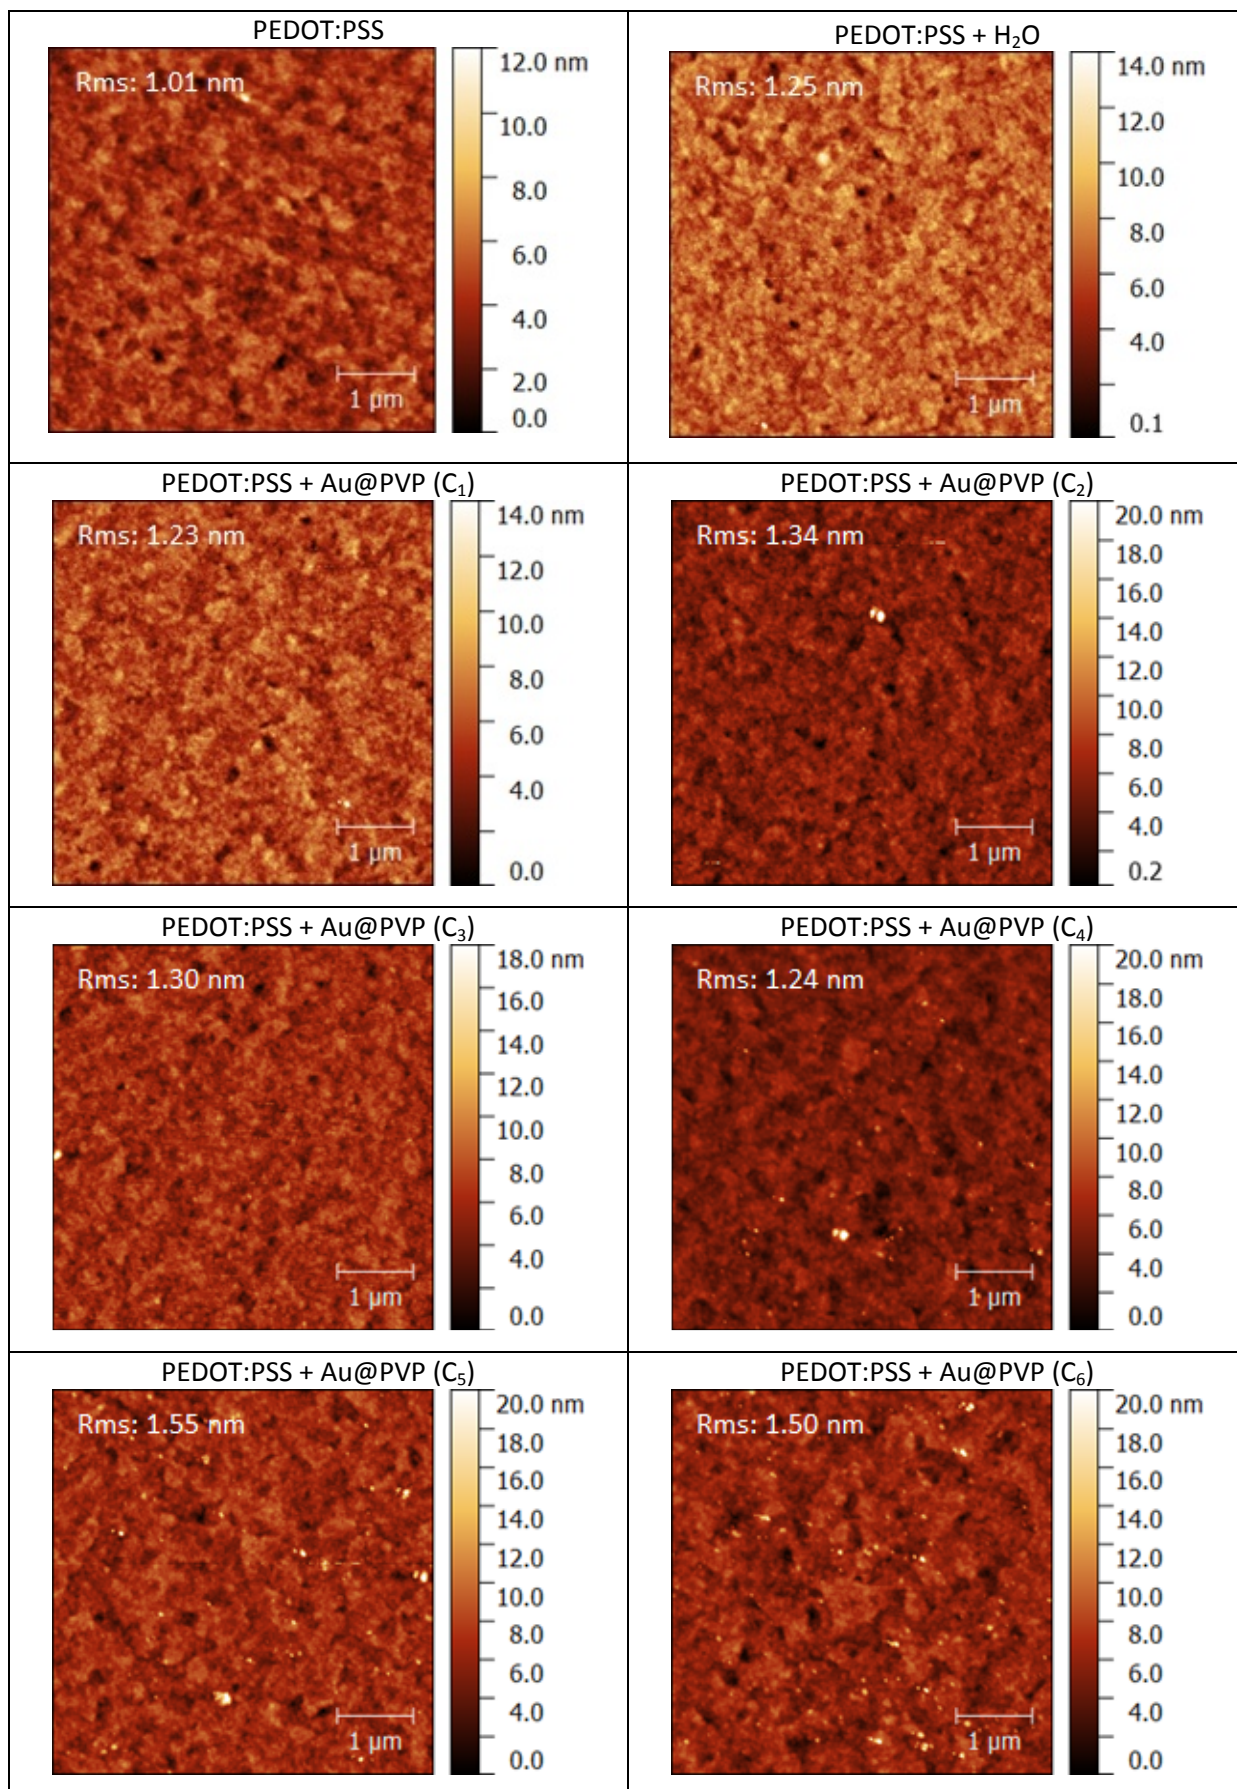 PEDOT:PSS
Rms: 1.01 nm
12.0 nm
10.0
8.0
6.0
4.0
2.0
0.0
1 µm
PEDOT:PSS + H₂O
Rms: 1.25 nm
14.0 nm
12.0
10.0
8.0
6.0
4.0
0.1
1 µm
PEDOT:PSS + Au@PVP (C₁)
Rms: 1.23 nm
14.0 nm
12.0
10.0
8.0
6.0
4.0
0.0
1 µm
PEDOT:PSS + Au@PVP (C₂)
Rms: 1.34 nm
20.0 nm
18.0
16.0
14.0
12.0
10.0
8.0
6.0
4.0
0.2
1 µm
PEDOT:PSS + Au@PVP (C₃)
Rms: 1.30 nm
18.0 nm
16.0
14.0
12.0
10.0
8.0
6.0
4.0
0.0
1 µm
PEDOT:PSS + Au@PVP (C₄)
Rms: 1.24 nm
20.0 nm
18.0
16.0
14.0
12.0
10.0
8.0
6.0
4.0
0.0
1 µm
PEDOT:PSS + Au@PVP (C₅)
Rms: 1.55 nm
20.0 nm
18.0
16.0
14.0
12.0
10.0
8.0
6.0
4.0
0.0
1 µm
PEDOT:PSS + Au@PVP (C₆)
Rms: 1.50 nm
20.0 nm
18.0
16.0
14.0
12.0
10.0
8.0
6.0
4.0
0.0
1 µm